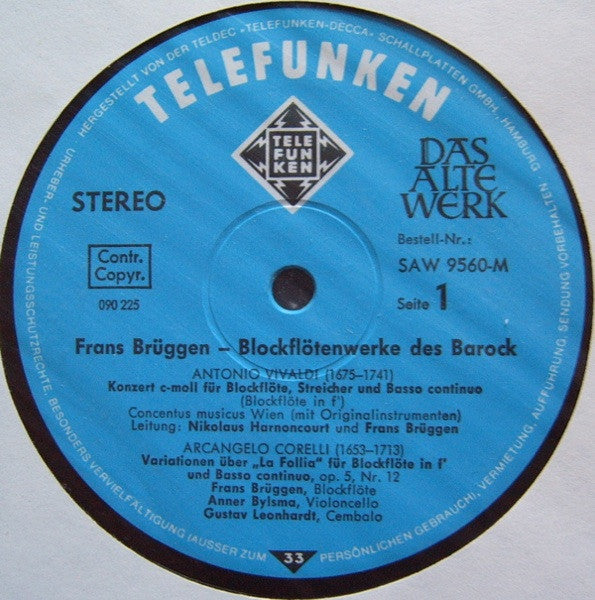 HERGESTELLT VON DER TELDEC »TELEFUNKEN-DECCA« SCHALLPLATTEN GMBH., HAMBURG
URHEBER- UND LEISTUNGSSCHUTZRECHTE, BESONDERS VERVIELFÄLTIGUNG (AUSSER ZUM PERSÖNLICHEN GEBRAUCH), VERMIETUNG, AUFFÜHRUNG, SENDUNG VORBEHALTEN
TELEFUNKEN
TELE
FUN
KEN
DAS
ALTE
WERK
STEREO
Bestell-Nr.:
SAW 9560-M
Contr.
Copyr.
090 225
Seite 1
Frans Brüggen – Blockflötenwerke des Barock
ANTONIO VIVALDI (1675–1741)
Konzert c-moll für Blockflöte, Streicher und Basso continuo
(Blockflöte in f')
Concentus musicus Wien (mit Originalinstrumenten)
Leitung: Nikolaus Harnoncourt und Frans Brüggen
ARCANGELO CORELLI (1653–1713)
Variationen über „La Follia“ für Blockflöte in f'
und Basso continuo, op. 5, Nr. 12
Frans Brüggen, Blockflöte
Anner Bylsma, Violoncello
Gustav Leonhardt, Cembalo
33